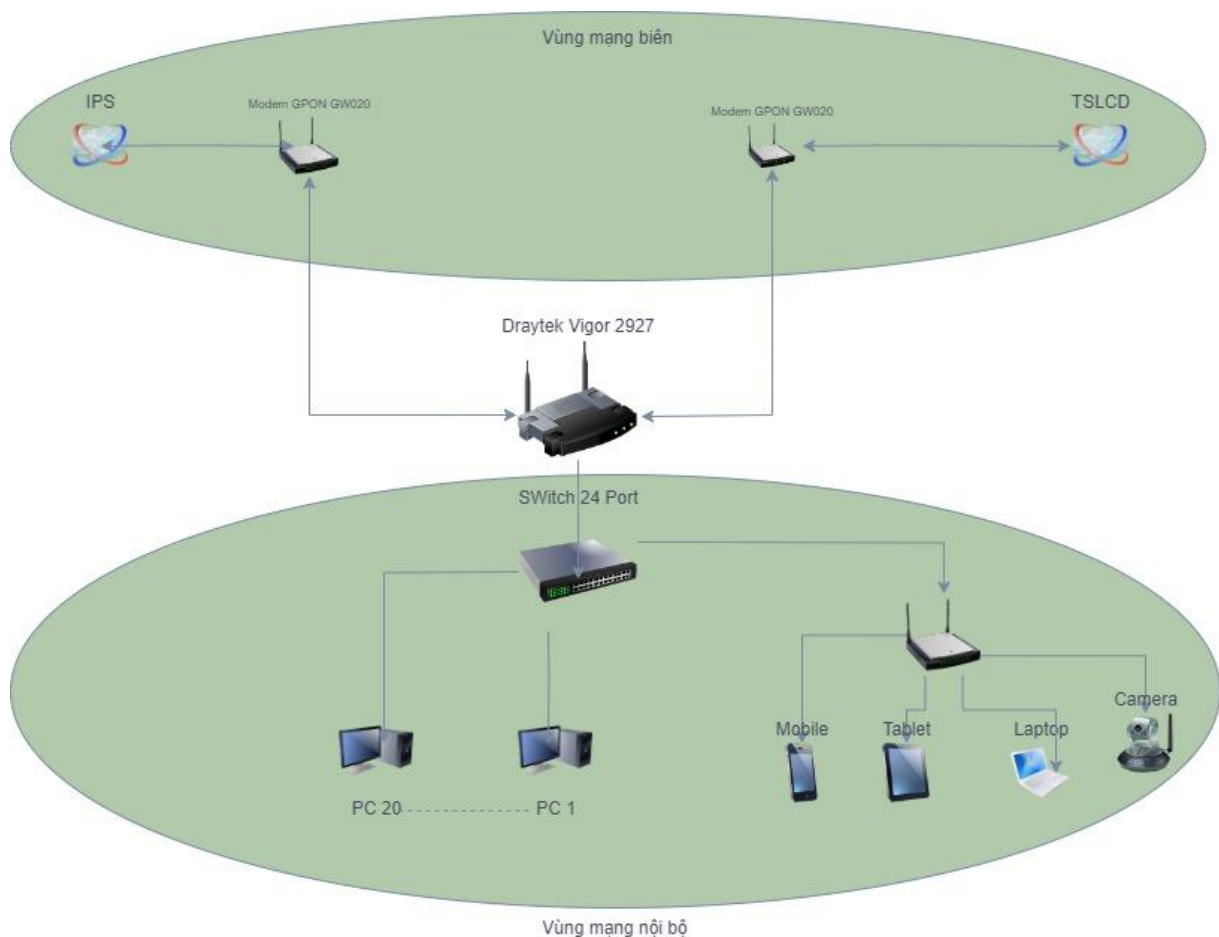 Vùng mạng biên
IPS
Modem GPON GW020
Modem GPON GW020
TSLCD
Draytek Vigor 2927
SWitch 24 Port
Camera
Mobile
Tablet
Laptop
PC 20
PC 1
Vùng mạng nội bộ